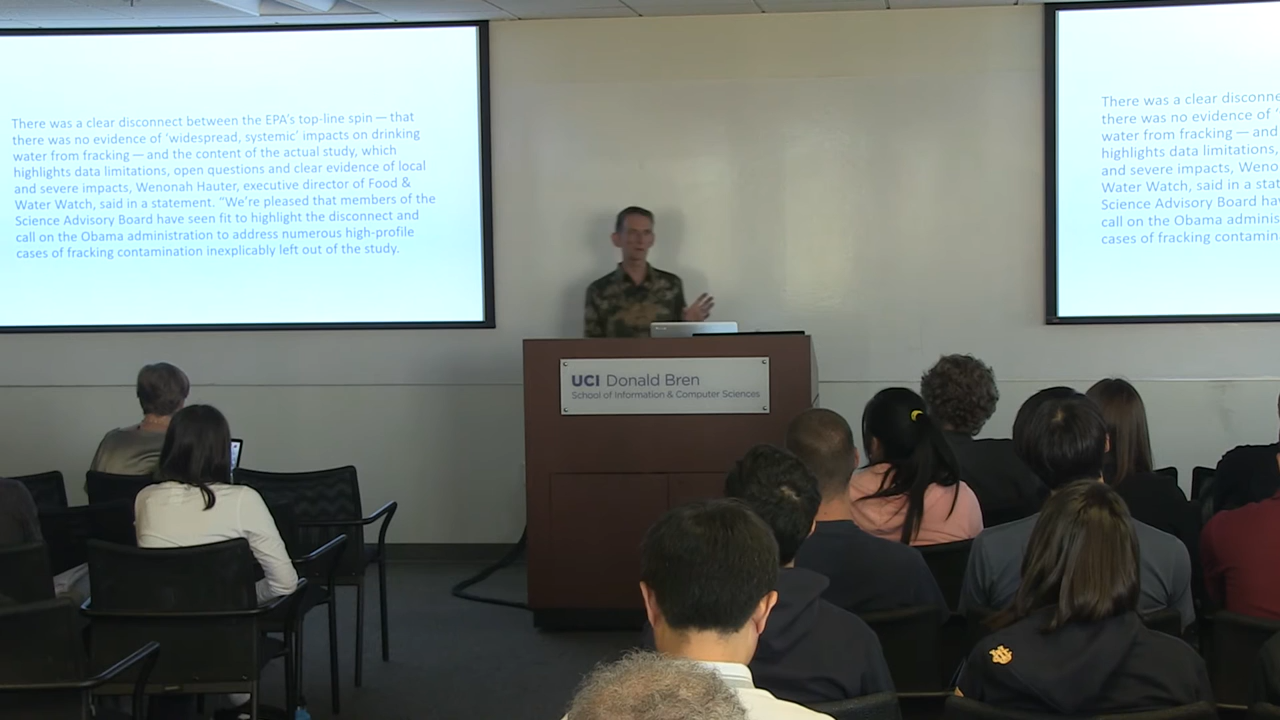 There was a clear disconnect between the EPA's top-line spin — that
there was no evidence of 'widespread, systemic' impacts on drinking
water from fracking — and the content of the actual study, which
highlights data limitations, open questions and clear evidence of local
and severe impacts, Wenonah Hauter, executive director of Food &
Water Watch, said in a statement. "We're pleased that members of the
Science Advisory Board have seen fit to highlight the disconnect and
call on the Obama administration to address numerous high-profile
cases of fracking contamination inexplicably left out of the study.
UCI Donald Bren
School of Information & Computer Sciences
There was a clear disconne
there was no evidence of '
water from fracking — and
highlights data limitations,
and severe impacts, Weno
Water Watch, said in a stat
Science Advisory Board ha
call on the Obama adminis
cases of fracking contamin